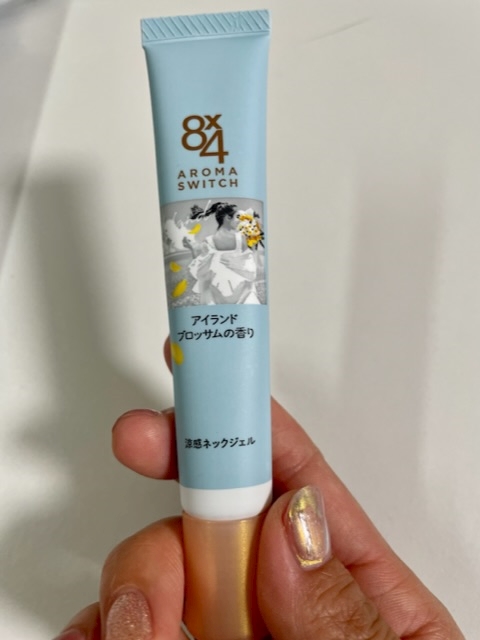 8x4
AROMA
SWITCH
アイランド
ブロッサムの香り
涼感ネックジェル